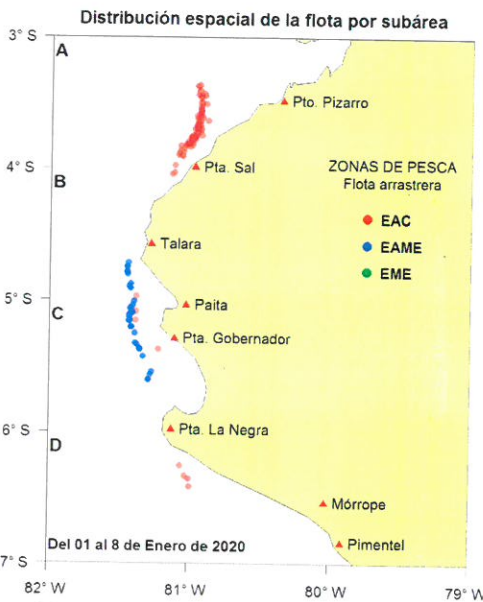 Distribución espacial de la flota por subárea
3° S
A
Pto. Pizarro
4° S
Pta. Sal
ZONAS DE PESCA
Flota arrastrera
B
EAC
EAME
EME
Talara
5° S
Paita
C
Pta. Gobernador
6° S
Pta. La Negra
D
Mórrope
Del 01 al 8 de Enero de 2020
Pimentel
7° S
82° W
81° W
80° W
79° W